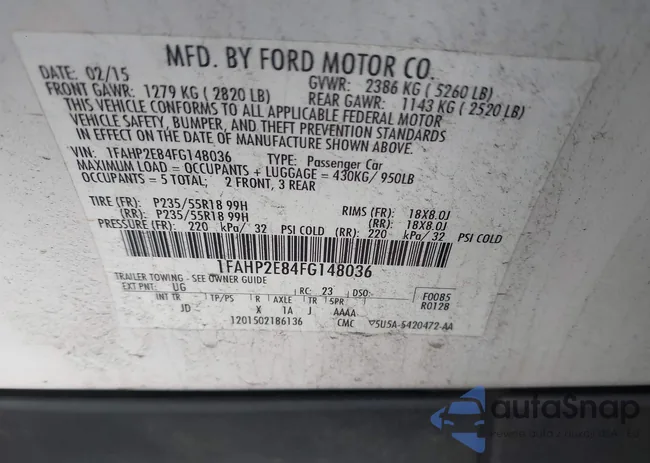 MFD. BY FORD MOTOR CO.
DATE: 02/15 GVWR: 2386 KG ( 5260 LB)
FRONT GAWR: 1279 KG ( 2820 LB) REAR GAWR: 1143 KG ( 2520 LB)
THIS VEHICLE CONFORMS TO ALL APPLICABLE FEDERAL MOTOR
VEHICLE SAFETY, BUMPER, AND THEFT PREVENTION STANDARDS
IN EFFECT ON THE DATE OF MANUFACTURE SHOWN ABOVE.
VIN: 1FAHP2E84FG148036 TYPE: Passenger Car
MAXIMUM LOAD = OCCUPANTS + LUGGAGE = 430KG/ 950LB
OCCUPANTS = 5 TOTAL; 2 FRONT, 3 REAR
TIRE (FR): P235/55R18 99H RIMS (FR): 18X8.0J
(RR): P235/55R18 99H (RR): 18X8.0J
PRESSURE (FR): 220 kPa/ 32 PSI COLD (RR): 220 kPa/ 32 PSI COLD
1FAHP2E84FG148036
TRAILER TOWING - SEE OWNER GUIDE
EXT PNT: UG RC: 23 DSO: F0085
INT TR TP/PS R AXLE TR SPR R0128
JD X 1A J AAAA
1201502186136 CMC 5U5A-5420472-AA
autaSnap